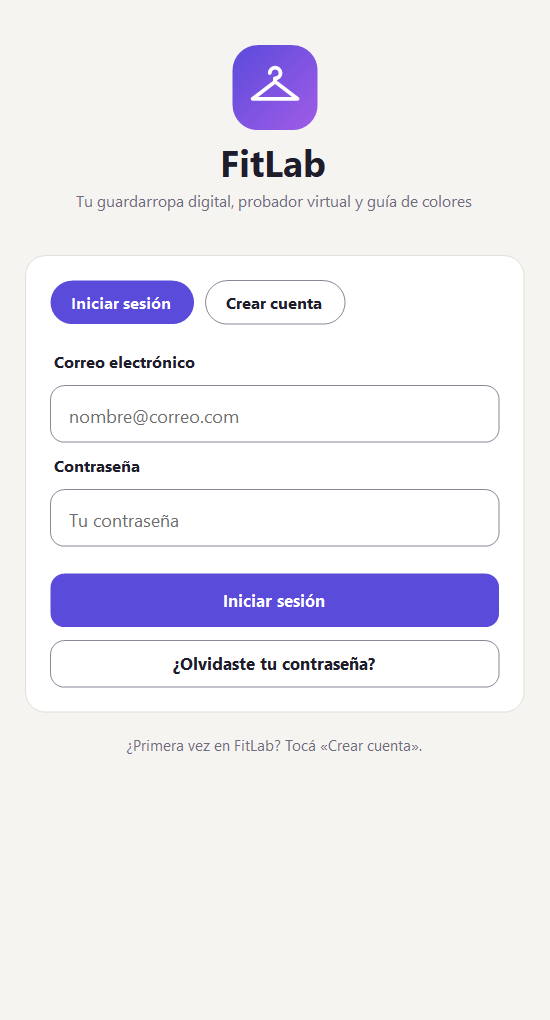 FitLab
Tu guardarropa digital, probador virtual y guía de colores
Iniciar sesión
Crear cuenta
Correo electrónico
nombre@correo.com
Contraseña
Tu contraseña
Iniciar sesión
¿Olvidaste tu contraseña?
¿Primera vez en FitLab? Tocá «Crear cuenta».